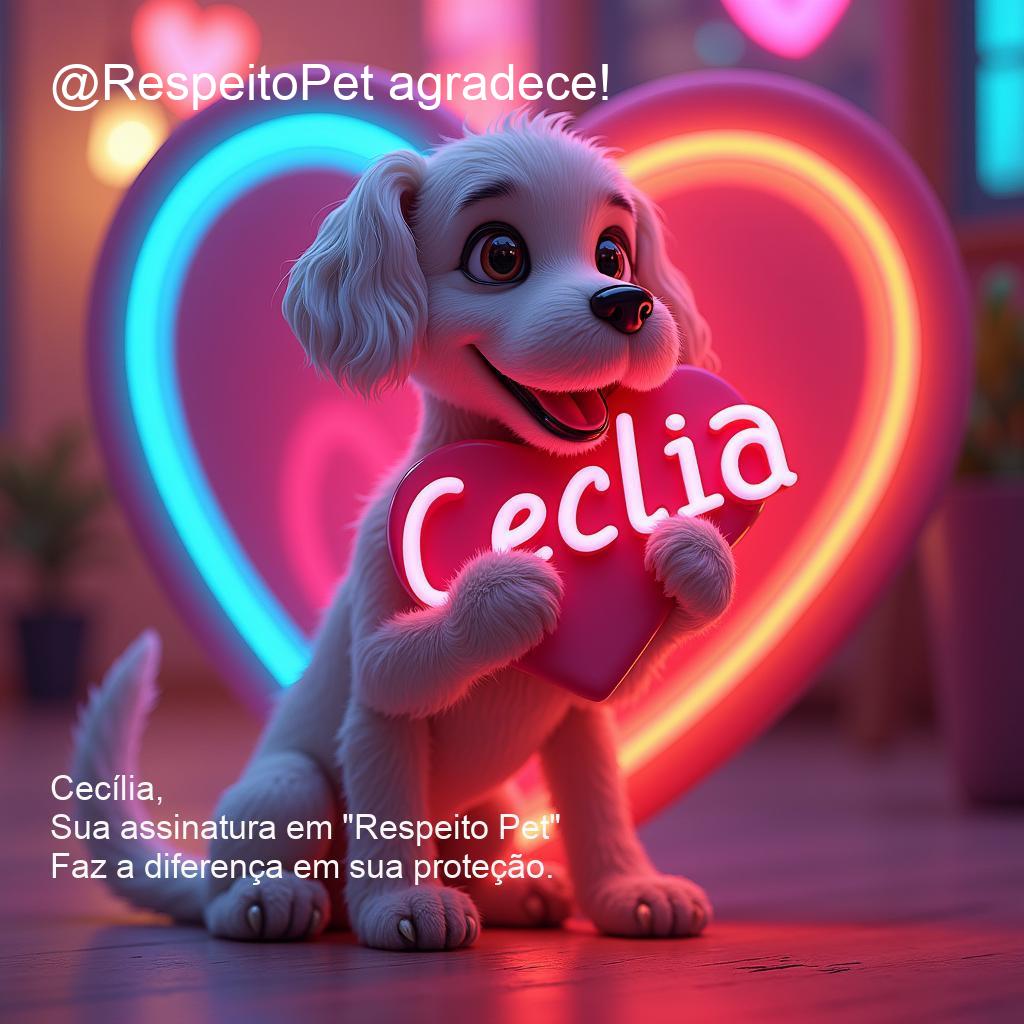 @RespeitoPet agradece!
Ceclia
Cecília,
Sua assinatura em "Respeito Pet"
Faz a diferença em sua proteção.